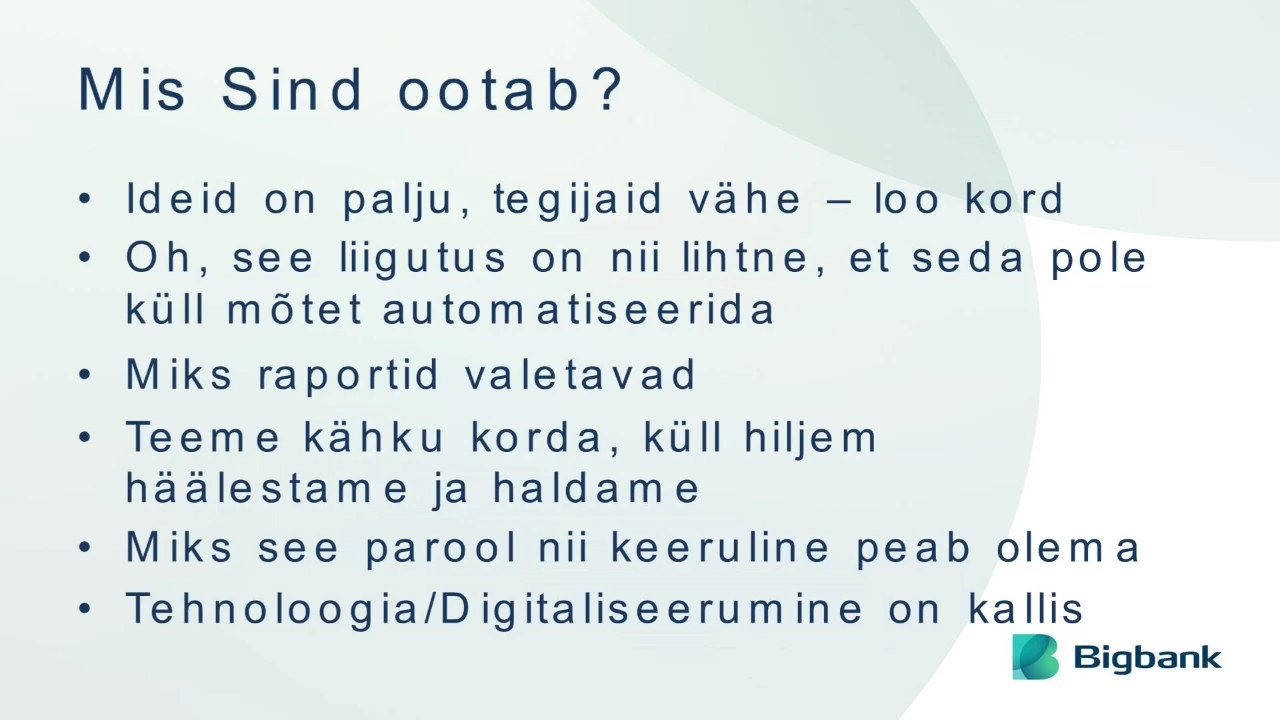 Mis Sind ootab?
• Ideid on palju, tegijaid vähe – loo kord
• Oh, see liigutus on nii lihtne, et seda pole
küll mõtet automatiseerida
• Miks raportid valetavad
• Teeme kähku korda, küll hiljem
häälestame ja haldame
• Miks see parool nii keeruline peab olema
• Tehnoloogia/Digitaliseerumine on kallis
Bigbank